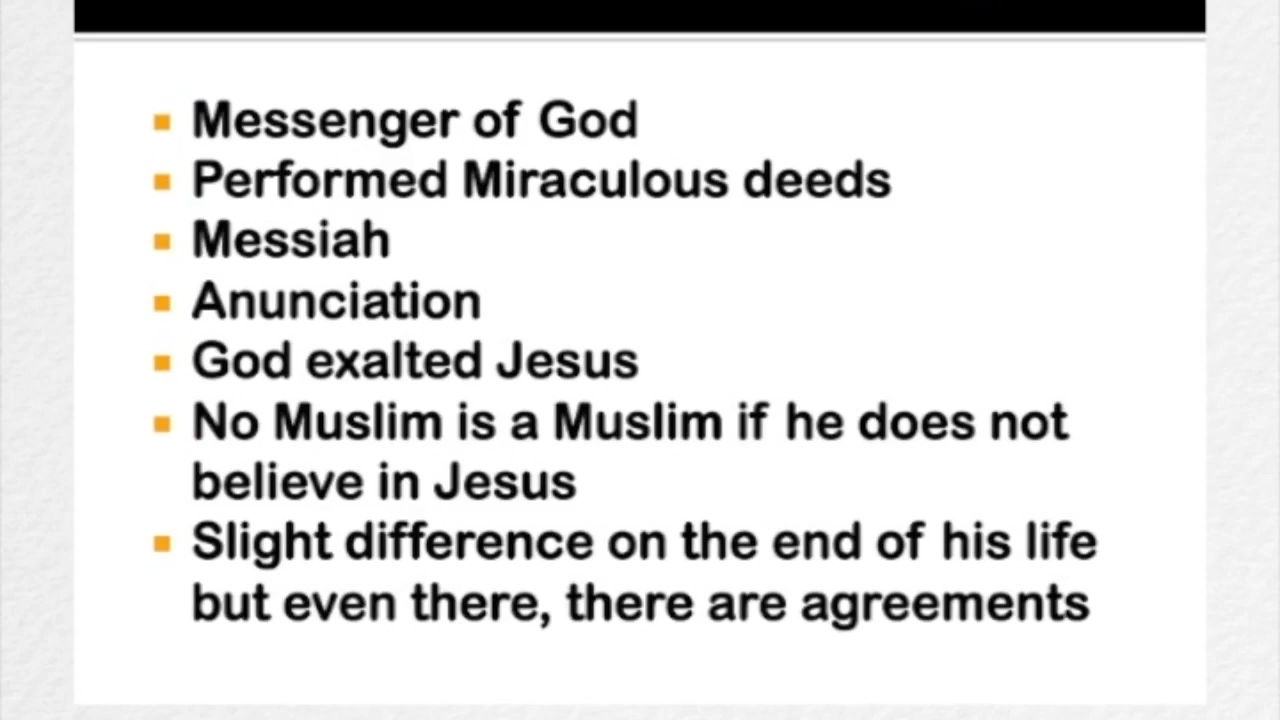 Messenger of God
Performed Miraculous deeds
Messiah
Anunciation
God exalted Jesus
No Muslim is a Muslim if he does not
believe in Jesus
Slight difference on the end of his life
but even there, there are agreements